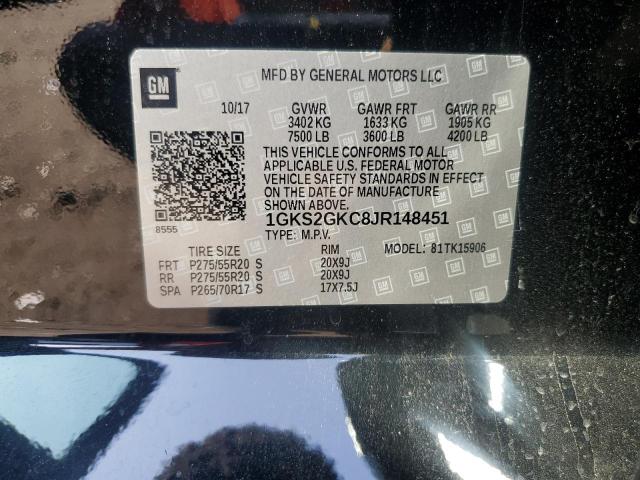 GM MFD BY GENERAL MOTORS LLC
10/17 GVWR GAWR FRT GAWR RR
3402 KG 1633 KG 1905 KG
7500 LB 3600 LB 4200 LB
THIS VEHICLE CONFORMS TO ALL
APPLICABLE U.S. FEDERAL MOTOR
VEHICLE SAFETY STANDARDS IN
EFFECT ON THE DATE OF MANUFACTURE
SHOWN ABOVE.
1GKS2GKC8JR148451
8555
TYPE: M.P.V. MODEL: 81TK15906
TIRE SIZE RIM
FRT P275/55R20 S 20X9J
RR P275/55R20 S 20X9J
SPA P265/70R17 S 17X7.5J